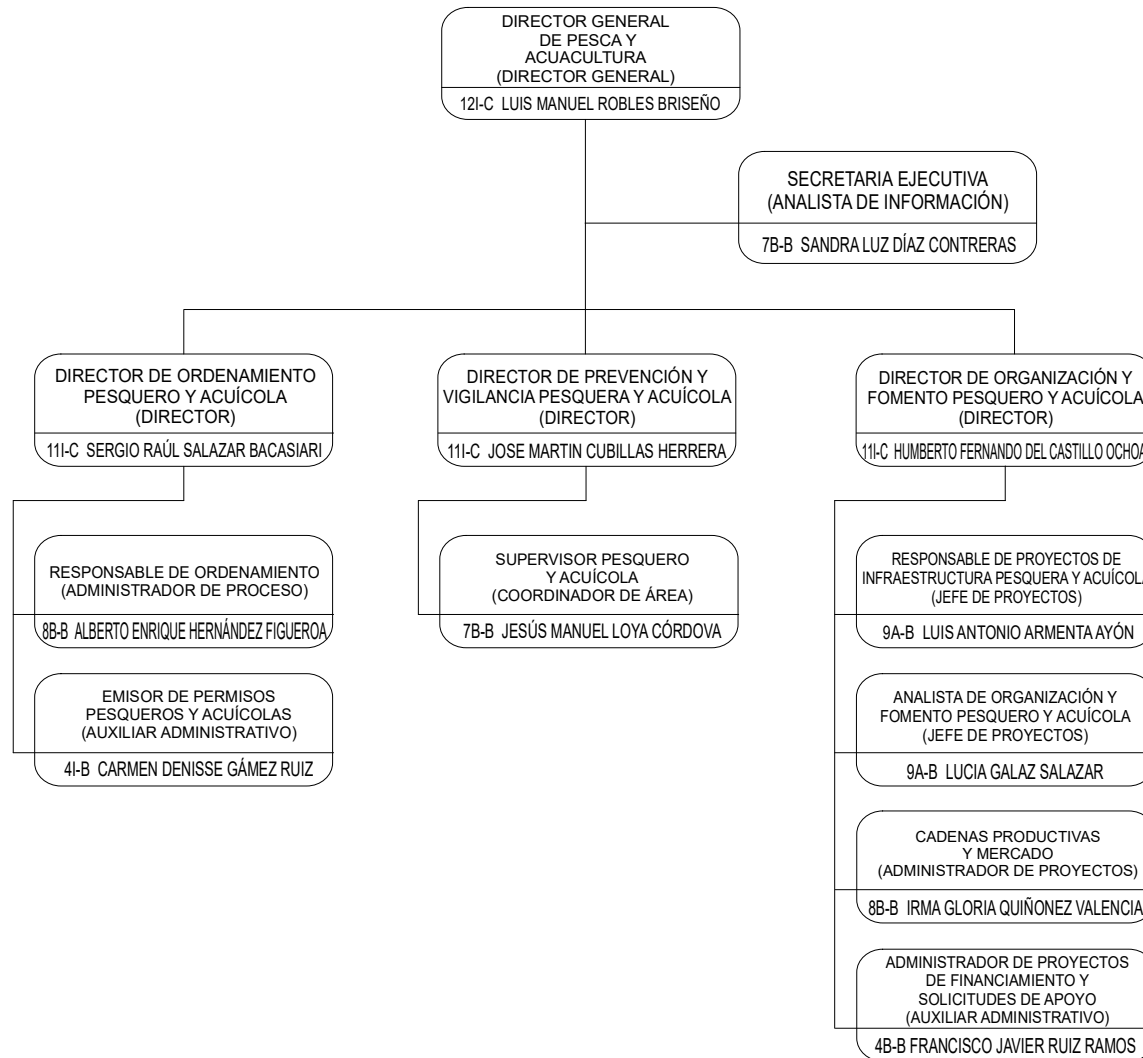 DIRECTOR GENERAL
DE PESCA Y
ACUACULTURA
(DIRECTOR GENERAL)
12I-C LUIS MANUEL ROBLES BRISEÑO
SECRETARIA EJECUTIVA
(ANALISTA DE INFORMACIÓN)
7B-B SANDRA LUZ DÍAZ CONTRERAS
DIRECTOR DE ORDENAMIENTO
PESQUERO Y ACUÍCOLA
(DIRECTOR)
11I-C SERGIO RAÚL SALAZAR BACASIARI
DIRECTOR DE PREVENCIÓN Y
VIGILANCIA PESQUERA Y ACUÍCOLA
(DIRECTOR)
11I-C JOSE MARTIN CUBILLAS HERRERA
DIRECTOR DE ORGANIZACIÓN Y
FOMENTO PESQUERO Y ACUÍCOLA
(DIRECTOR)
11I-C HUMBERTO FERNANDO DEL CASTILLO OCHOA
RESPONSABLE DE ORDENAMIENTO
(ADMINISTRADOR DE PROCESO)
8B-B ALBERTO ENRIQUE HERNÁNDEZ FIGUEROA
EMISOR DE PERMISOS
PESQUEROS Y ACUÍCOLAS
(AUXILIAR ADMINISTRATIVO)
4I-B CARMEN DENISSE GÁMEZ RUIZ
SUPERVISOR PESQUERO
Y ACUÍCOLA
(COORDINADOR DE ÁREA)
7B-B JESÚS MANUEL LOYA CÓRDOVA
RESPONSABLE DE PROYECTOS DE
INFRAESTRUCTURA PESQUERA Y ACUÍCOLA
(JEFE DE PROYECTOS)
9A-B LUIS ANTONIO ARMENTA AYÓN
ANALISTA DE ORGANIZACIÓN Y
FOMENTO PESQUERO Y ACUÍCOLA
(JEFE DE PROYECTOS)
9A-B LUCIA GALAZ SALAZAR
CADENAS PRODUCTIVAS
Y MERCADO
(ADMINISTRADOR DE PROYECTOS)
8B-B IRMA GLORIA QUIÑONEZ VALENCIA
ADMINISTRADOR DE PROYECTOS
DE FINANCIAMIENTO Y
SOLICITUDES DE APOYO
(AUXILIAR ADMINISTRATIVO)
4B-B FRANCISCO JAVIER RUIZ RAMOS